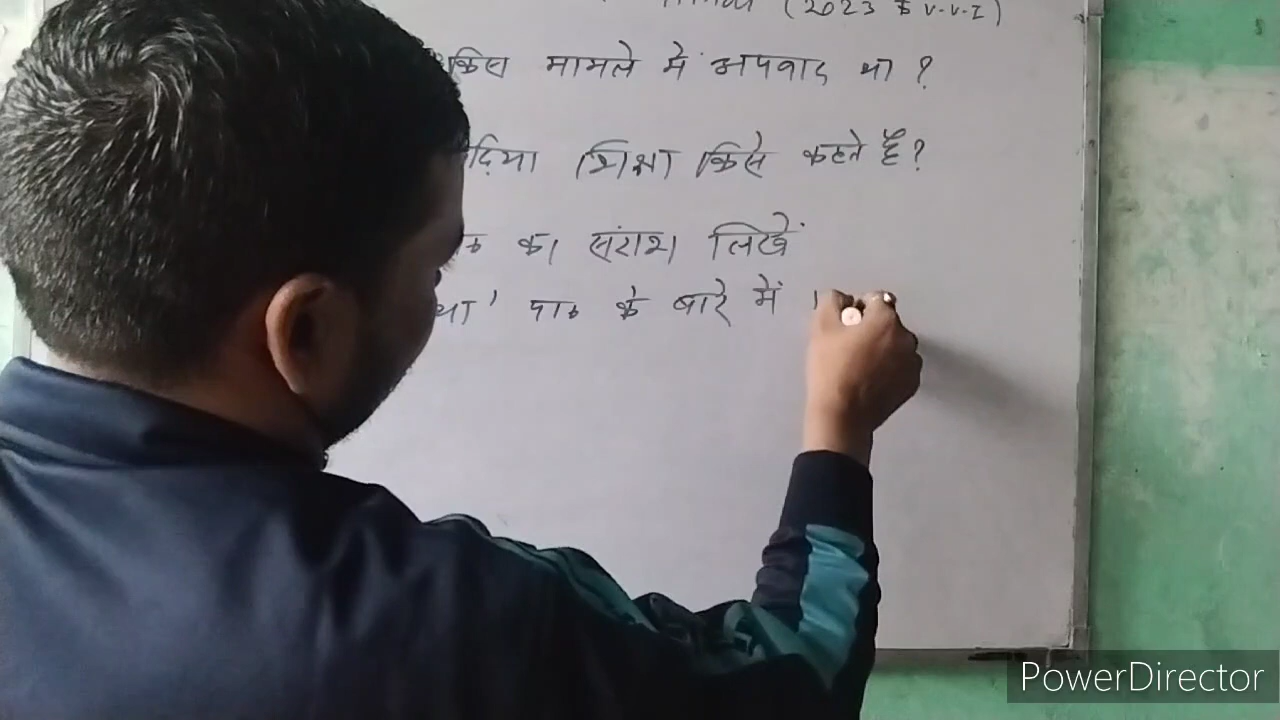 (2023 के V.V.I)
किस मामले में अपवाद था ?
दिया शिक्षा किसे कहते हैं ?
का संराश लिखें
था' पाठ के बारे में
PowerDirector